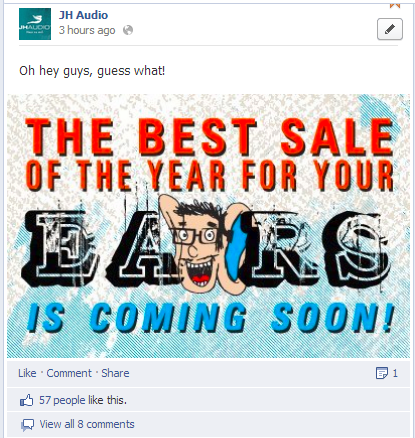 JH Audio
3 hours ago
JHAUDIO
Oh hey guys, guess what!
THE BEST SALE
OF THE YEAR FOR YOUR
EARS
IS COMING SOON!
Like · Comment · Share
1
57 people like this.
View all 8 comments